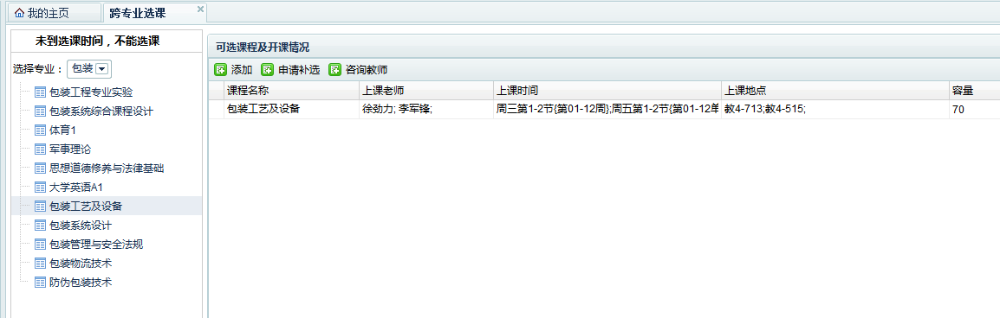 我的主页 跨专业选课
未到选课时间，不能选课
选择专业： 包装
包装工程专业实验
包装系统综合课程设计
体育1
军事理论
思想道德修养与法律基础
大学英语A1
包装工艺及设备
包装系统设计
包装管理与安全法规
包装物流技术
防伪包装技术
可选课程及开课情况
添加 申请补选 咨询教师
课程名称 上课老师 上课时间 上课地点 容量
包装工艺及设备 徐劲力; 李军锋; 周三第1-2节{第01-12周};周五第1-2节{第01-12单 教4-713;教4-515; 70